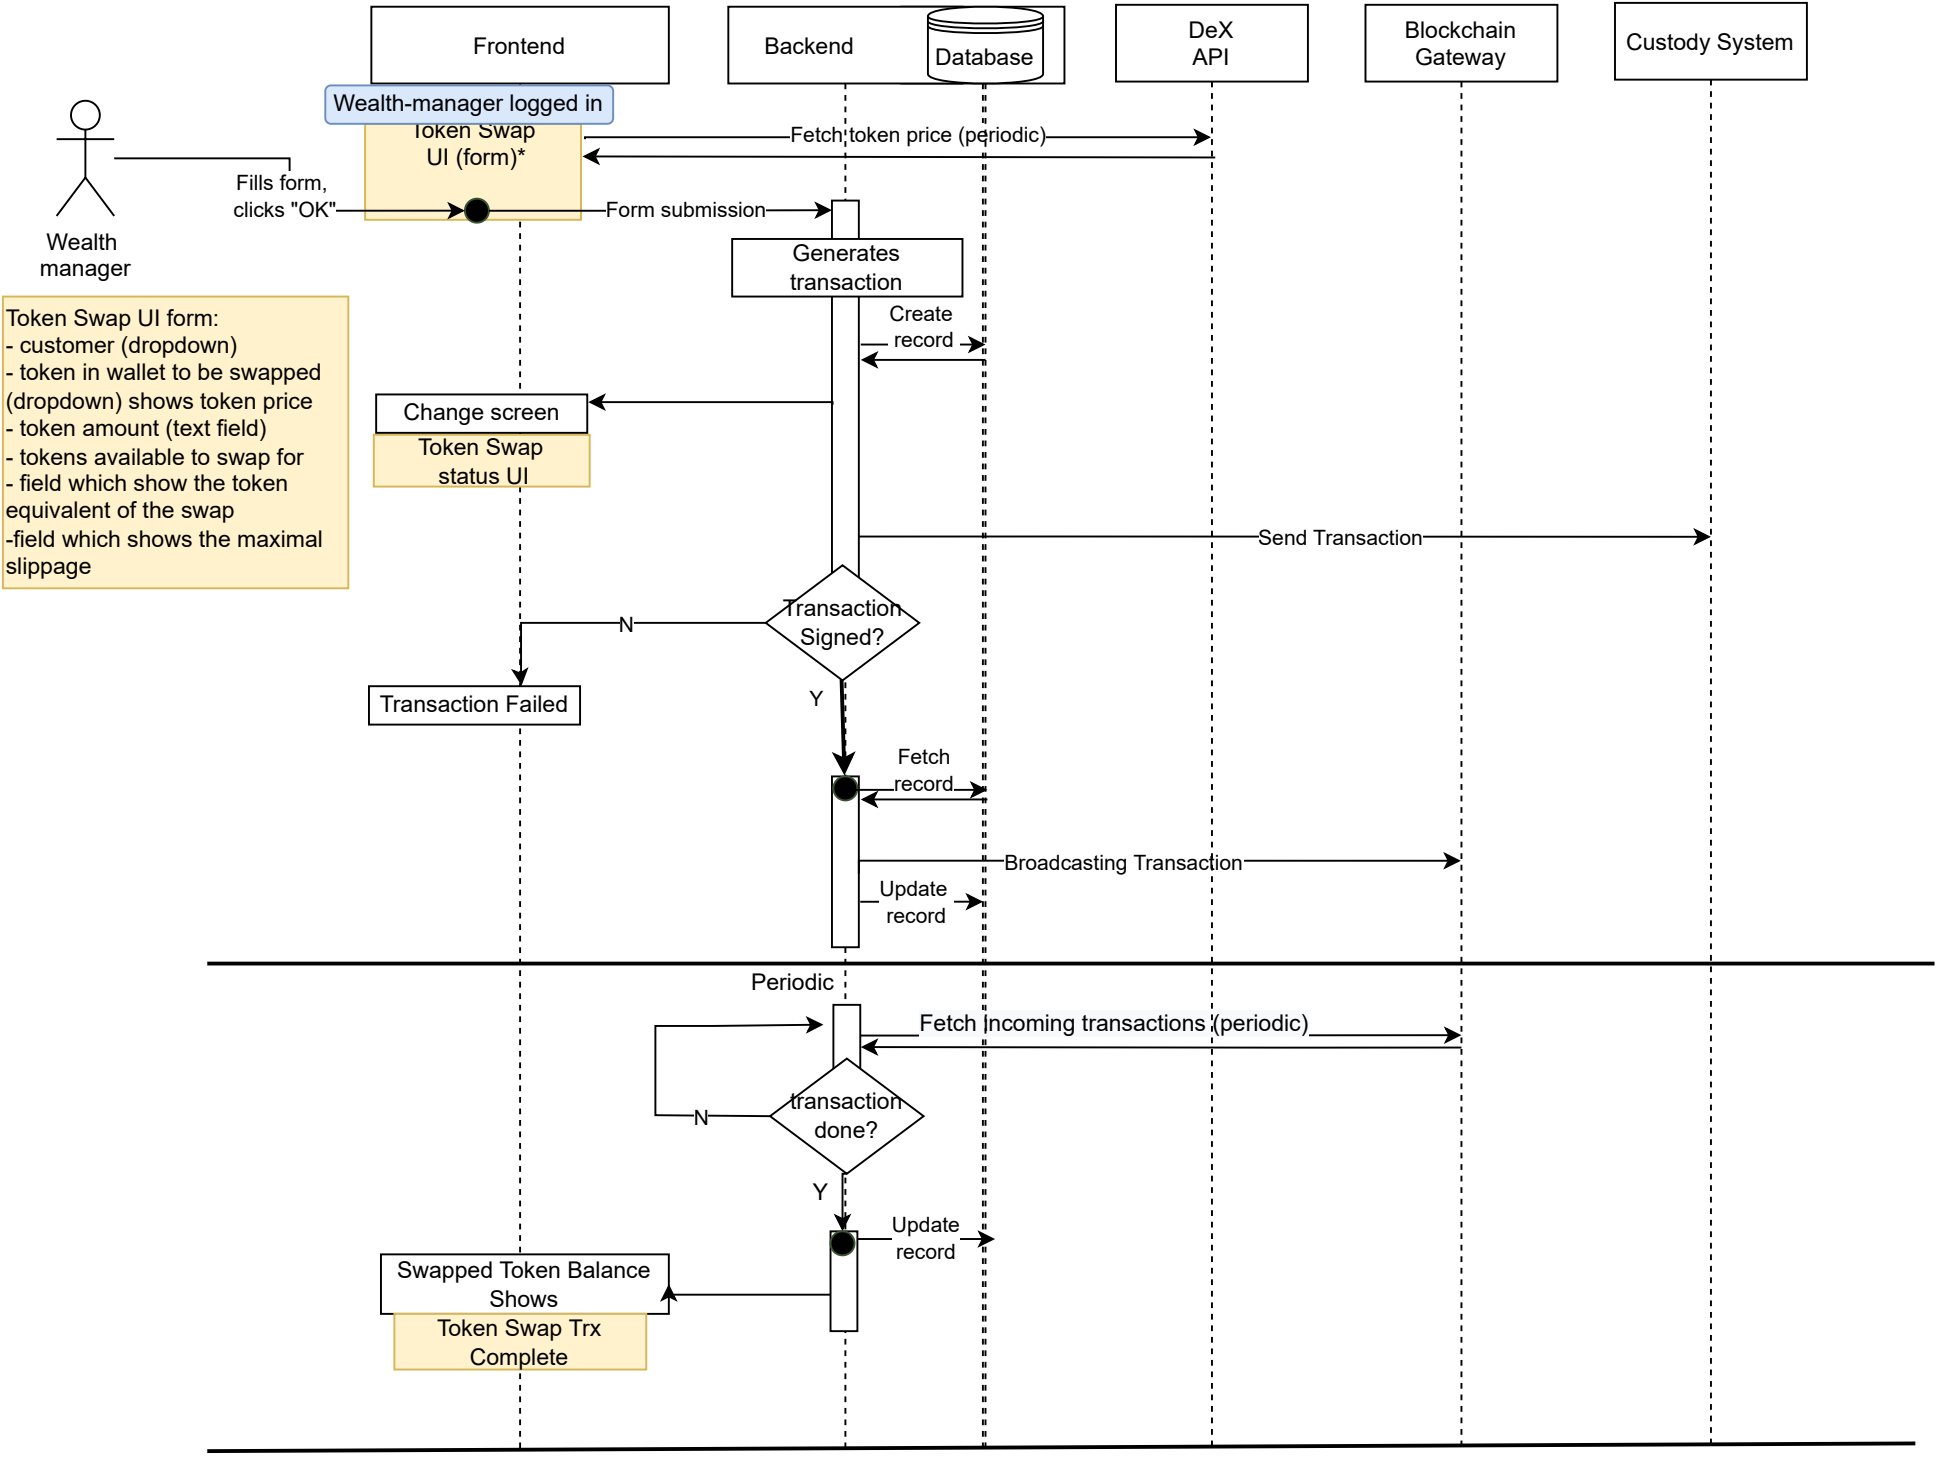 Frontend
Backend
Database
DeX
API
Blockchain
Gateway
Custody System
Wealth-manager logged in
Token Swap
UI (form)*
Fetch token price (periodic)
Fills form,
clicks "OK"
Form submission
Wealth
manager
Generates
transaction
Create
record
Token Swap UI form:
- customer (dropdown)
- token in wallet to be swapped
(dropdown) shows token price
- token amount (text field)
- tokens available to swap for
- field which show the token
equivalent of the swap
-field which shows the maximal
slippage
Change screen
Token Swap
status UI
Send Transaction
Transaction
Signed?
N
Transaction Failed
Y
Fetch
record
Broadcasting Transaction
Update
record
Periodic
Fetch Incoming transactions (periodic)
transaction
done?
N
Y
Update
record
Swapped Token Balance
Shows
Token Swap Trx
Complete